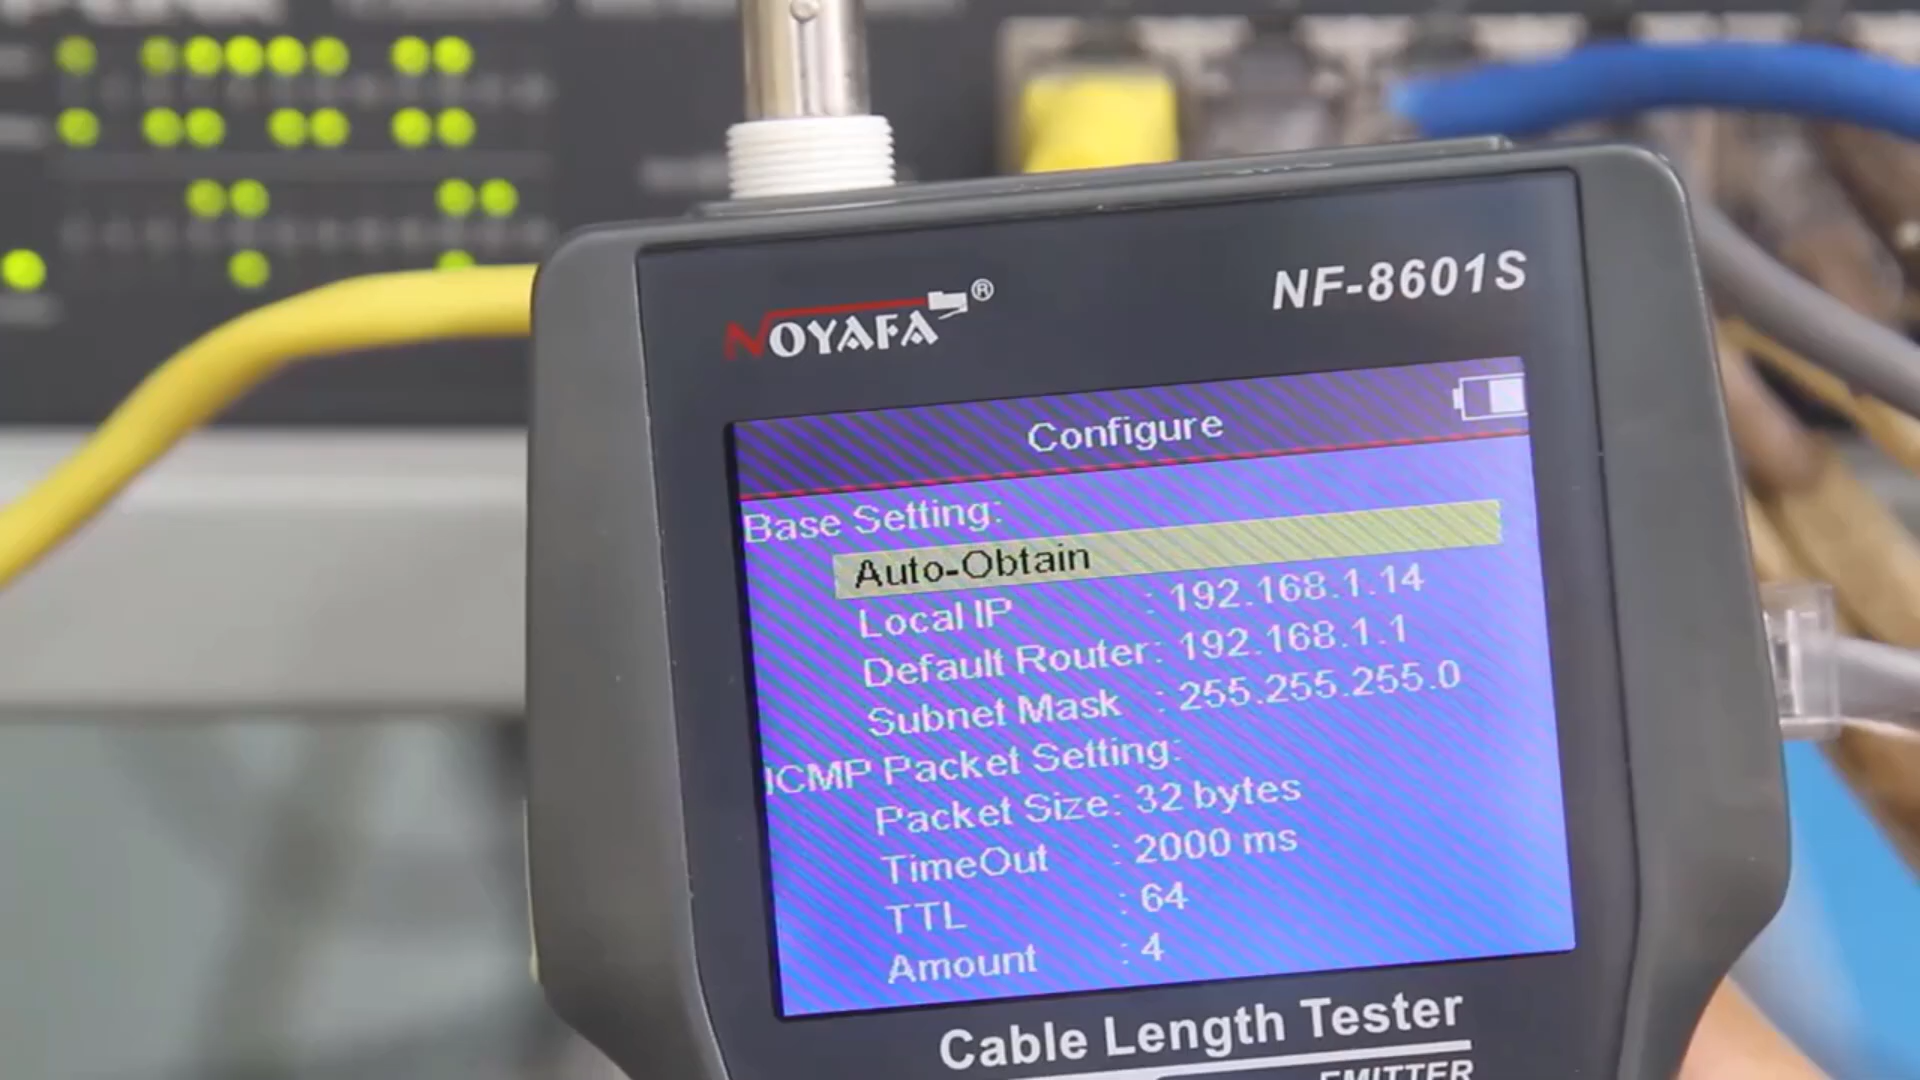 NOYAFA®
NF-8601S
Configure
Base Setting:
Auto-Obtain
Local IP : 192.168.1.14
Default Router: 192.168.1.1
Subnet Mask : 255.255.255.0
ICMP Packet Setting:
Packet Size: 32 bytes
TimeOut : 2000 ms
TTL : 64
Amount : 4
Cable Length Tester
EMITTER